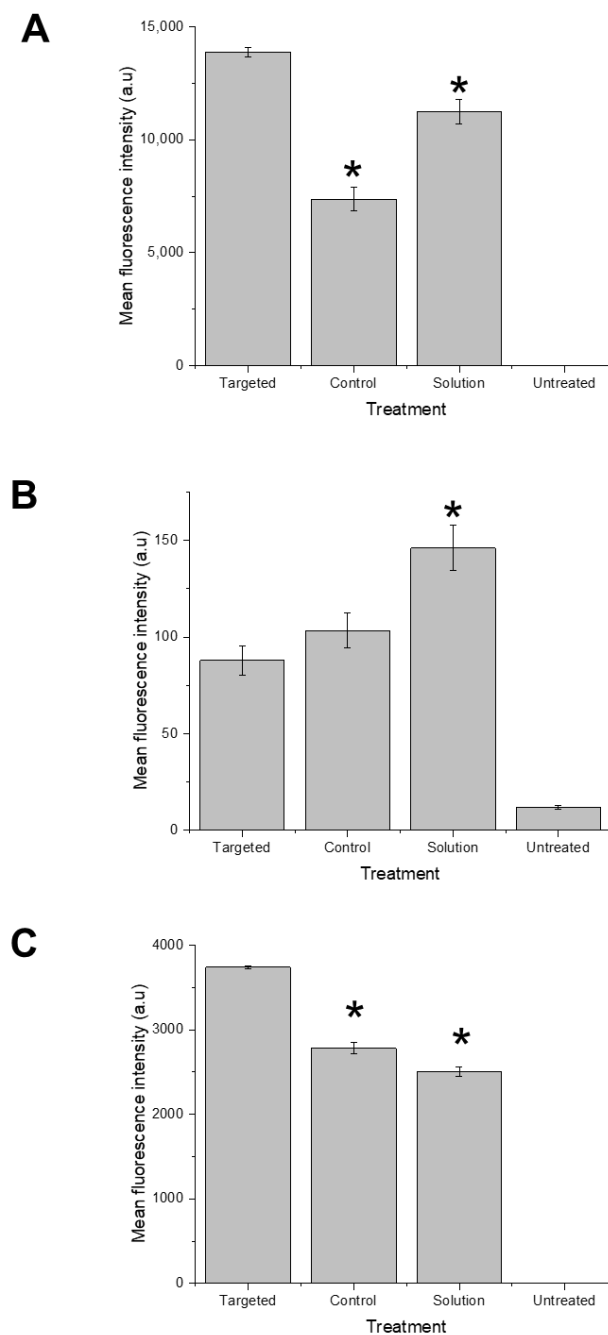 A
Mean fluorescence intensity (a.u)
15,000
10,000
5,000
0
*
*
Targeted Control Solution Untreated
Treatment
B
Mean fluorescence intensity (a.u)
150
100
50
0
*
Targeted Control Solution Untreated
Treatment
C
Mean fluorescence intensity (a.u)
4000
3000
2000
1000
0
*
*
Targeted Control Solution Untreated
Treatment